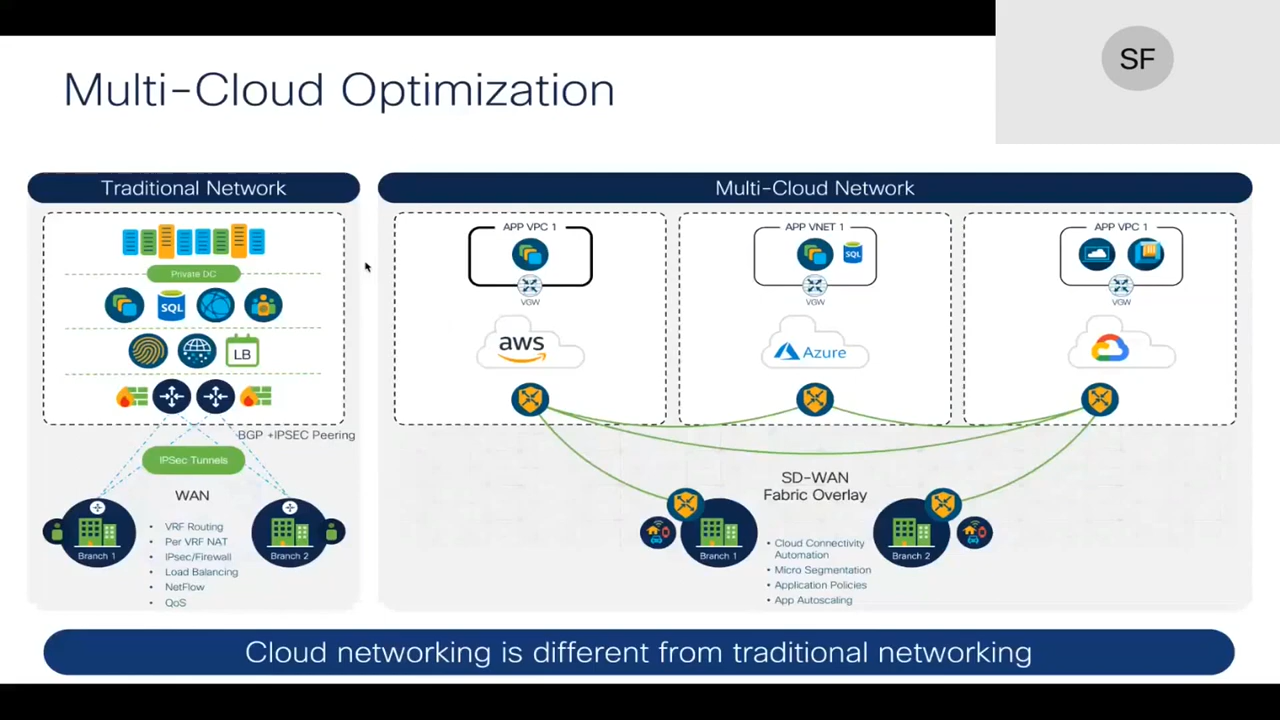 SF
Multi-Cloud Optimization
Traditional Network
Private DC
SQL
LB
BGP +IPSEC Peering
IPSec Tunnels
WAN
Branch 1
Branch 2
• VRF Routing
• Per VRF NAT
• IPsec/Firewall
• Load Balancing
• NetFlow
• QoS
Multi-Cloud Network
APP VPC 1
VGW
aws
APP VNET 1
SQL
VGW
Azure
APP VPC 1
VGW
SD-WAN
Fabric Overlay
Branch 1
Branch 2
• Cloud Connectivity
Automation
• Micro Segmentation
• Application Policies
• App Autoscaling
Cloud networking is different from traditional networking